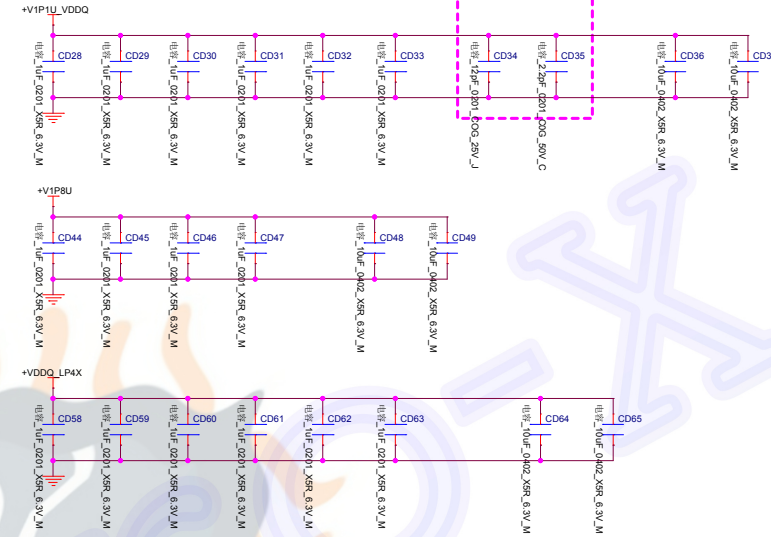 +V1P1U_VDDQ
CD28
CD29
CD30
CD31
CD32
CD33
CD34
CD35
CD36
CD3
电容_1uF_0201_X5R_6.3V_M
电容_1uF_0201_X5R_6.3V_M
电容_1uF_0201_X5R_6.3V_M
电容_1uF_0201_X5R_6.3V_M
电容_1uF_0201_X5R_6.3V_M
电容_1uF_0201_X5R_6.3V_M
电容_12pF_0201_COG_25V_J
电容_2.2pF_0201_C0G_50V_C
电容_10uF_0402_X5R_6.3V_M
电容_10uF_0402_X5R_6.3V_M
+V1P8U
CD44
CD45
CD46
CD47
CD48
CD49
电容_1uF_0201_X5R_6.3V_M
电容_1uF_0201_X5R_6.3V_M
电容_1uF_0201_X5R_6.3V_M
电容_1uF_0201_X5R_6.3V_M
电容_10uF_0402_X5R_6.3V_M
电容_10uF_0402_X5R_6.3V_M
+VDDQ_LP4X
CD58
CD59
CD60
CD61
CD62
CD63
CD64
CD65
电容_1uF_0201_X5R_6.3V_M
电容_1uF_0201_X5R_6.3V_M
电容_1uF_0201_X5R_6.3V_M
电容_1uF_0201_X5R_6.3V_M
电容_1uF_0201_X5R_6.3V_M
电容_1uF_0201_X5R_6.3V_M
电容_10uF_0402_X5R_6.3V_M
电容_10uF_0402_X5R_6.3V_M